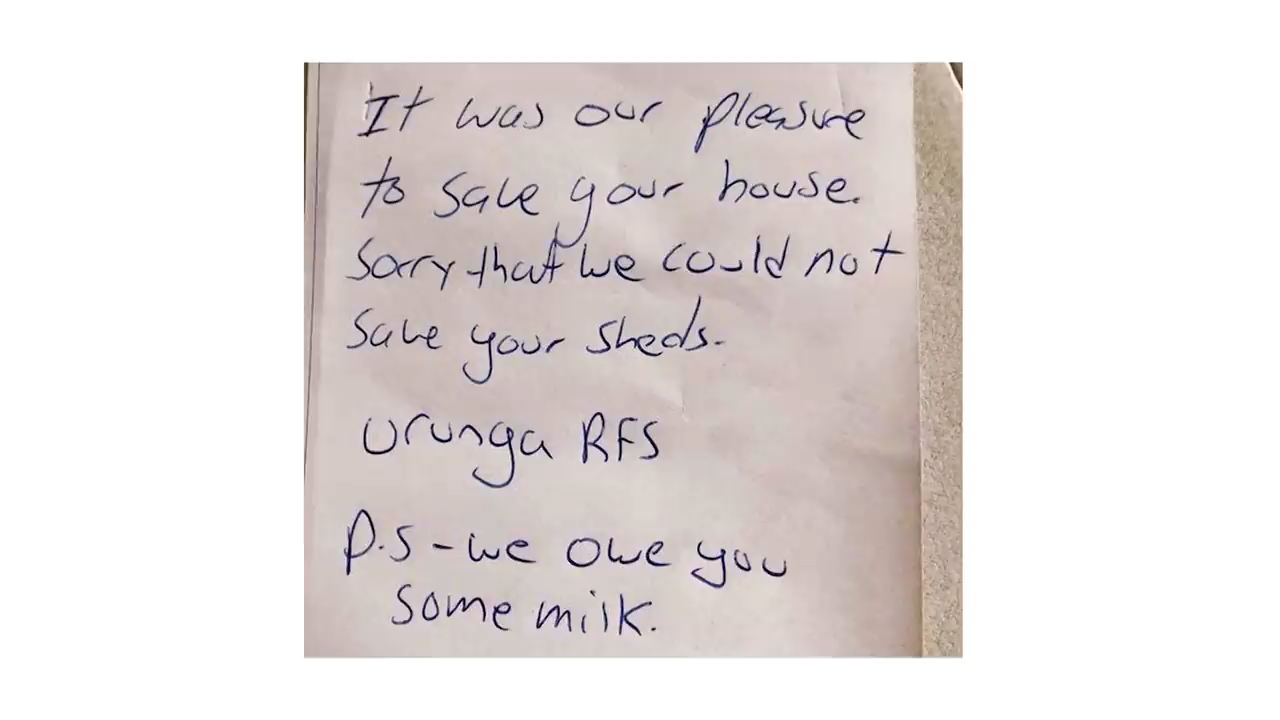 It was our pleasure
to save your house.
Sorry that we could not
save your sheds.
Urunga RFS
P.S - we owe you
some milk.